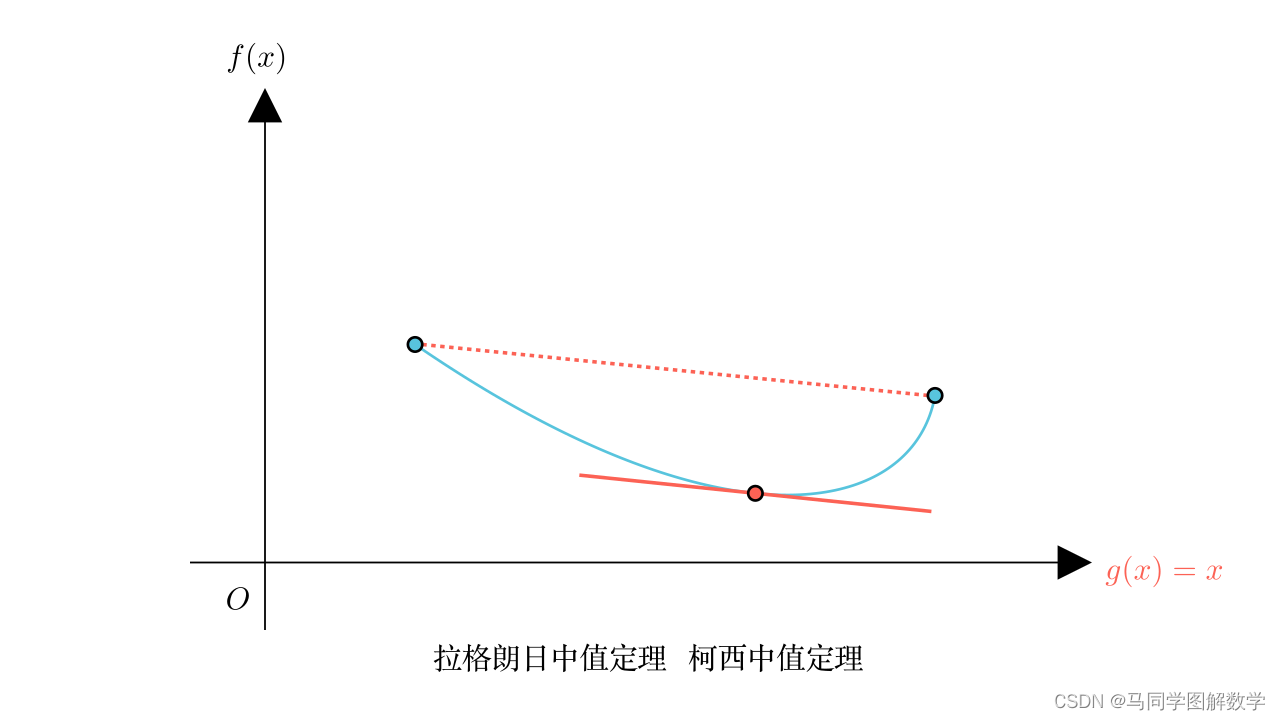 f(x)
g(x) = x
O
拉格朗日中值定理 柯西中值定理
CSDN @马同学图解数学